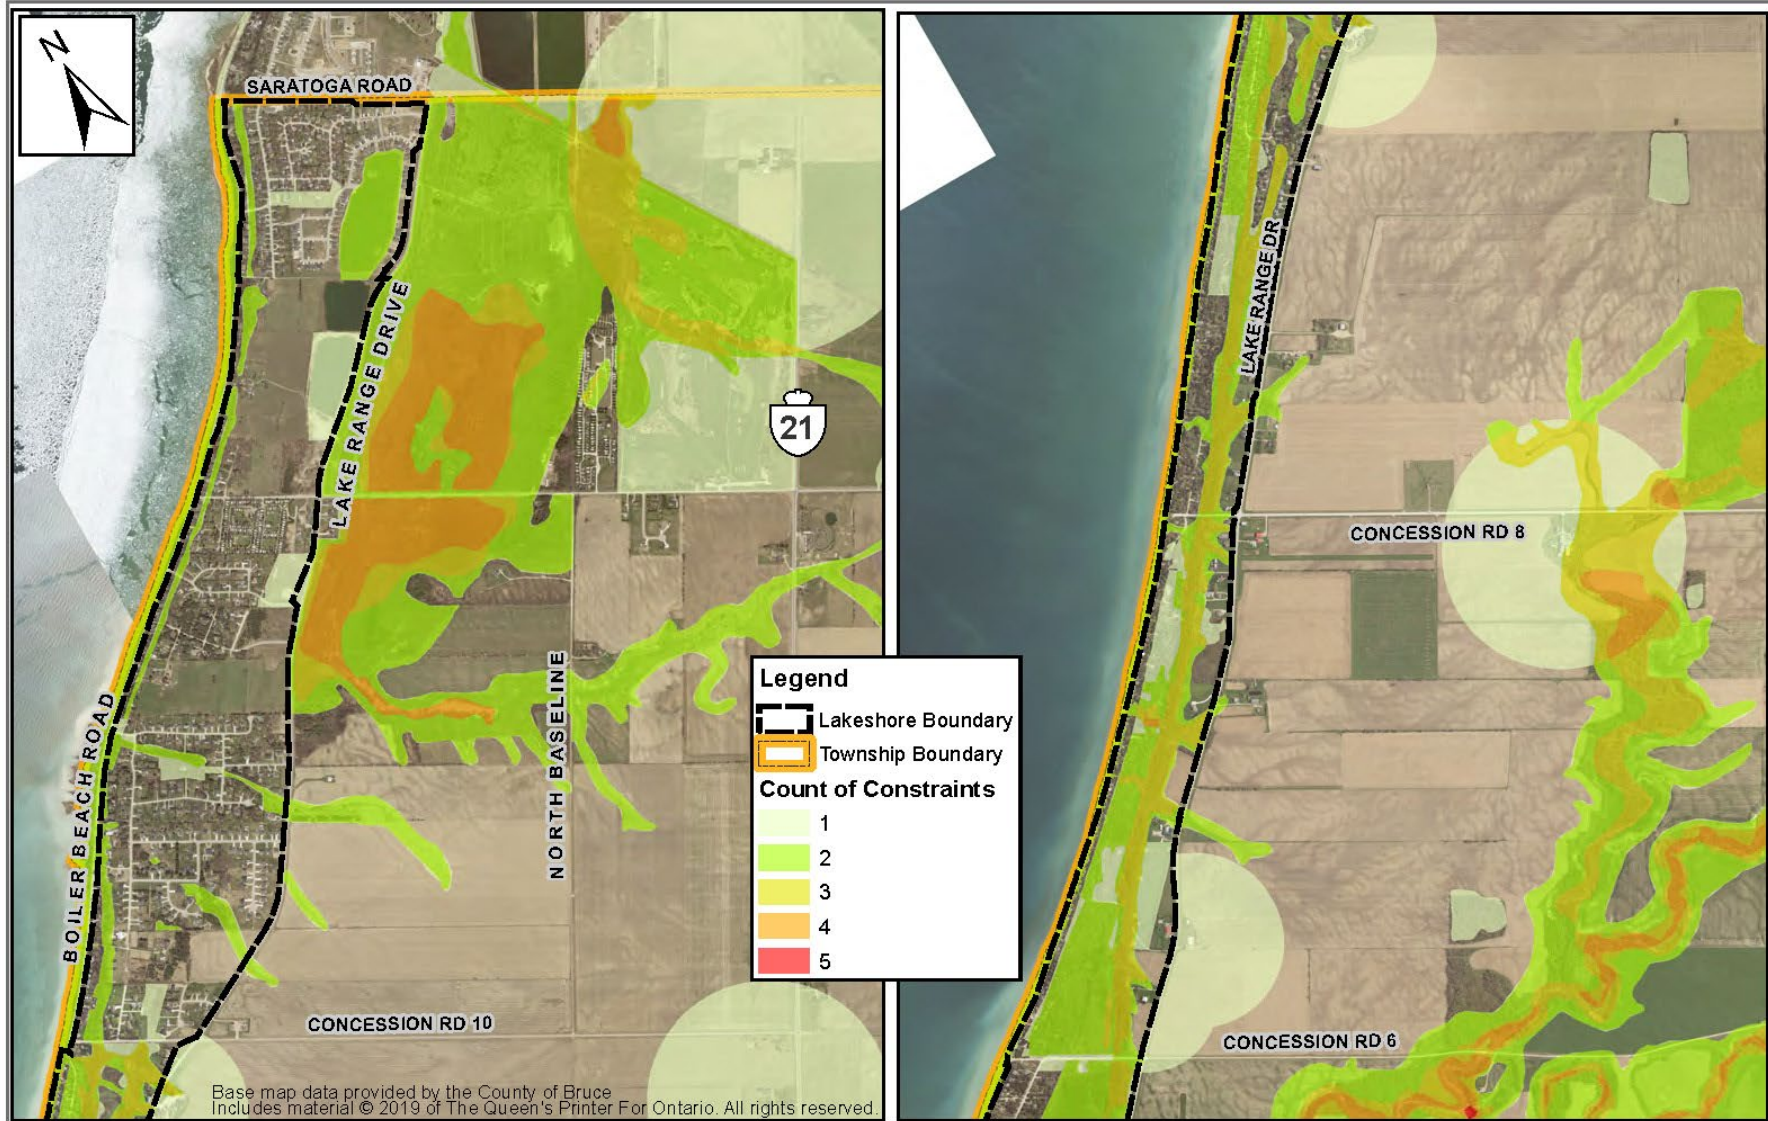 N
SARATOGA ROAD
LAKE RANGE DRIVE
21
BOILER BEACH ROAD
NORTH BASELINE
CONCESSION RD 10
Base map data provided by the County of Bruce
Includes material © 2019 of The Queen's Printer For Ontario. All rights reserved.
Legend
Lakeshore Boundary
Township Boundary
Count of Constraints
1
2
3
4
5
LAKE RANGE DR
CONCESSION RD 8
CONCESSION RD 6